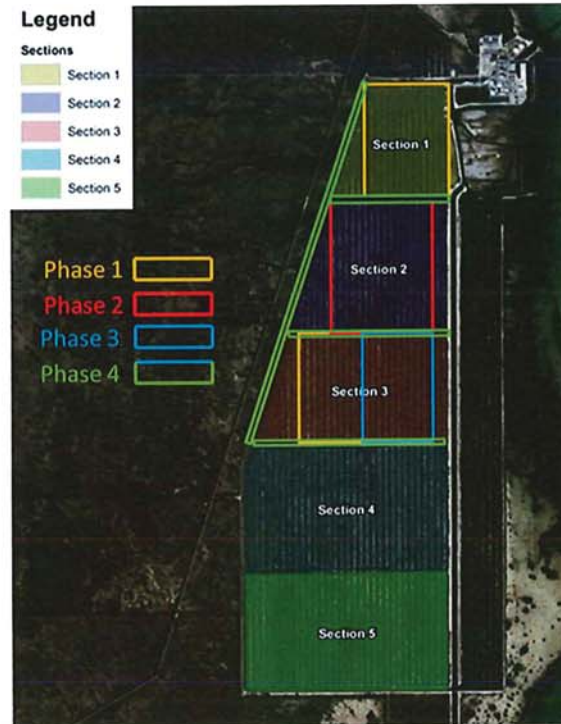 Legend
Sections
Section 1
Section 2
Section 3
Section 4
Section 5
Section 1
Section 2
Phase 1
Phase 2
Phase 3
Phase 4
Section 3
Section 4
Section 5